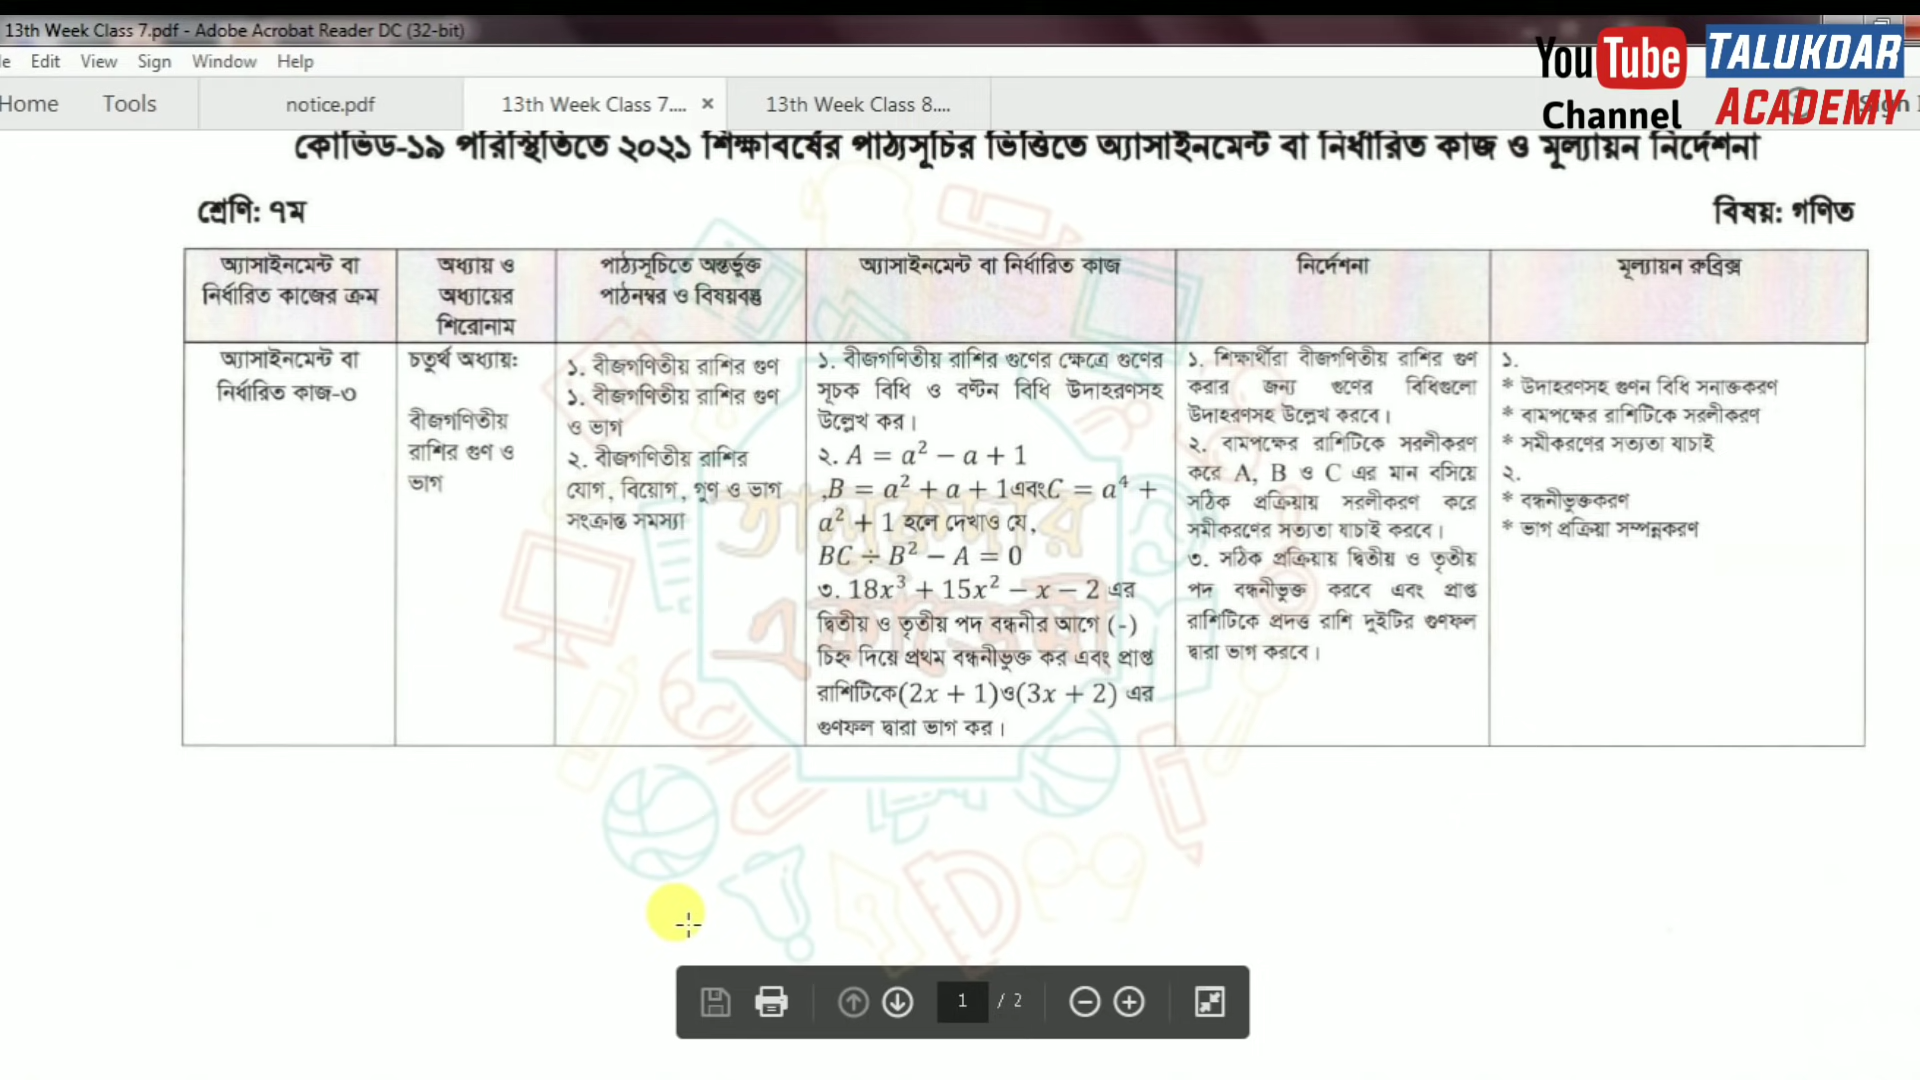 13th Week Class 7.pdf - Adobe Acrobat Reader DC (32-bit)
Edit View Sign Window Help
Home Tools notice.pdf 13th Week Class 7.... × 13th Week Class 8....
YouTube TALUKDAR
Channel ACADEMY
কোভিড-১৯ পরিস্থিতিতে ২০২১ শিক্ষাবর্ষের পাঠ্যসূচির ভিত্তিতে অ্যাসাইনমেন্ট বা নির্ধারিত কাজ ও মূল্যায়ন নির্দেশনা
শ্রেণি: ৭ম বিষয়: গণিত
অ্যাসাইনমেন্ট বা
নির্ধারিত কাজের ক্রম
অধ্যায় ও
অধ্যায়ের
শিরোনাম
পাঠ্যসূচিতে অন্তর্ভুক্ত
পাঠনম্বর ও বিষয়বস্তু
অ্যাসাইনমেন্ট বা নির্ধারিত কাজ
নির্দেশনা
মূল্যায়ন রুব্রিক্স
অ্যাসাইনমেন্ট বা
নির্ধারিত কাজ-৩
চতুর্থ অধ্যায়:
বীজগণিতীয়
রাশির গুণ ও
ভাগ
১. বীজগণিতীয় রাশির গুণ
১. বীজগণিতীয় রাশির গুণ
ও ভাগ
২. বীজগণিতীয় রাশির
যোগ, বিয়োগ, গুণ ও ভাগ
সংক্রান্ত সমস্যা
১. বীজগণিতীয় রাশির গুণের ক্ষেত্রে গুণের
সূচক বিধি ও বণ্টন বিধি উদাহরণসহ
উল্লেখ কর।
২. A = a² − a + 1
,B = a² + a + 1এবংC = a⁴ +
a² + 1 হলে দেখাও যে,
BC ÷ B² − A = 0
৩. 18x³ + 15x² − x − 2 এর
দ্বিতীয় ও তৃতীয় পদ বন্ধনীর আগে (-)
চিহ্ন দিয়ে প্রথম বন্ধনীভুক্ত কর এবং প্রাপ্ত
রাশিটিকে(2x + 1)ও(3x + 2) এর
গুণফল দ্বারা ভাগ কর।
১. শিক্ষার্থীরা বীজগণিতীয় রাশির গুণ
করার জন্য গুণের বিধিগুলো
উদাহরণসহ উল্লেখ করবে।
২. বামপক্ষের রাশিটিকে সরলীকরণ
করে A, B ও C এর মান বসিয়ে
সঠিক প্রক্রিয়ায় সরলীকরণ করে
সমীকরণের সত্যতা যাচাই করবে।
৩. সঠিক প্রক্রিয়ায় দ্বিতীয় ও তৃতীয়
পদ বন্ধনীভুক্ত করবে এবং প্রাপ্ত
রাশিটিকে প্রদত্ত রাশি দুইটির গুণফল
দ্বারা ভাগ করবে।
১.
* উদাহরণসহ গুণন বিধি সনাক্তকরণ
* বামপক্ষের রাশিটিকে সরলীকরণ
* সমীকরণের সত্যতা যাচাই
২.
* বন্ধনীভুক্তকরণ
* ভাগ প্রক্রিয়া সম্পন্নকরণ
তালুকদার
একাডেমী
1 / 2